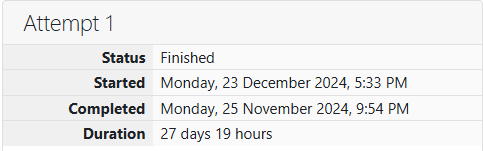 Attempt 1
Status Finished
Started Monday, 23 December 2024, 5:33 PM
Completed Monday, 25 November 2024, 9:54 PM
Duration 27 days 19 hours